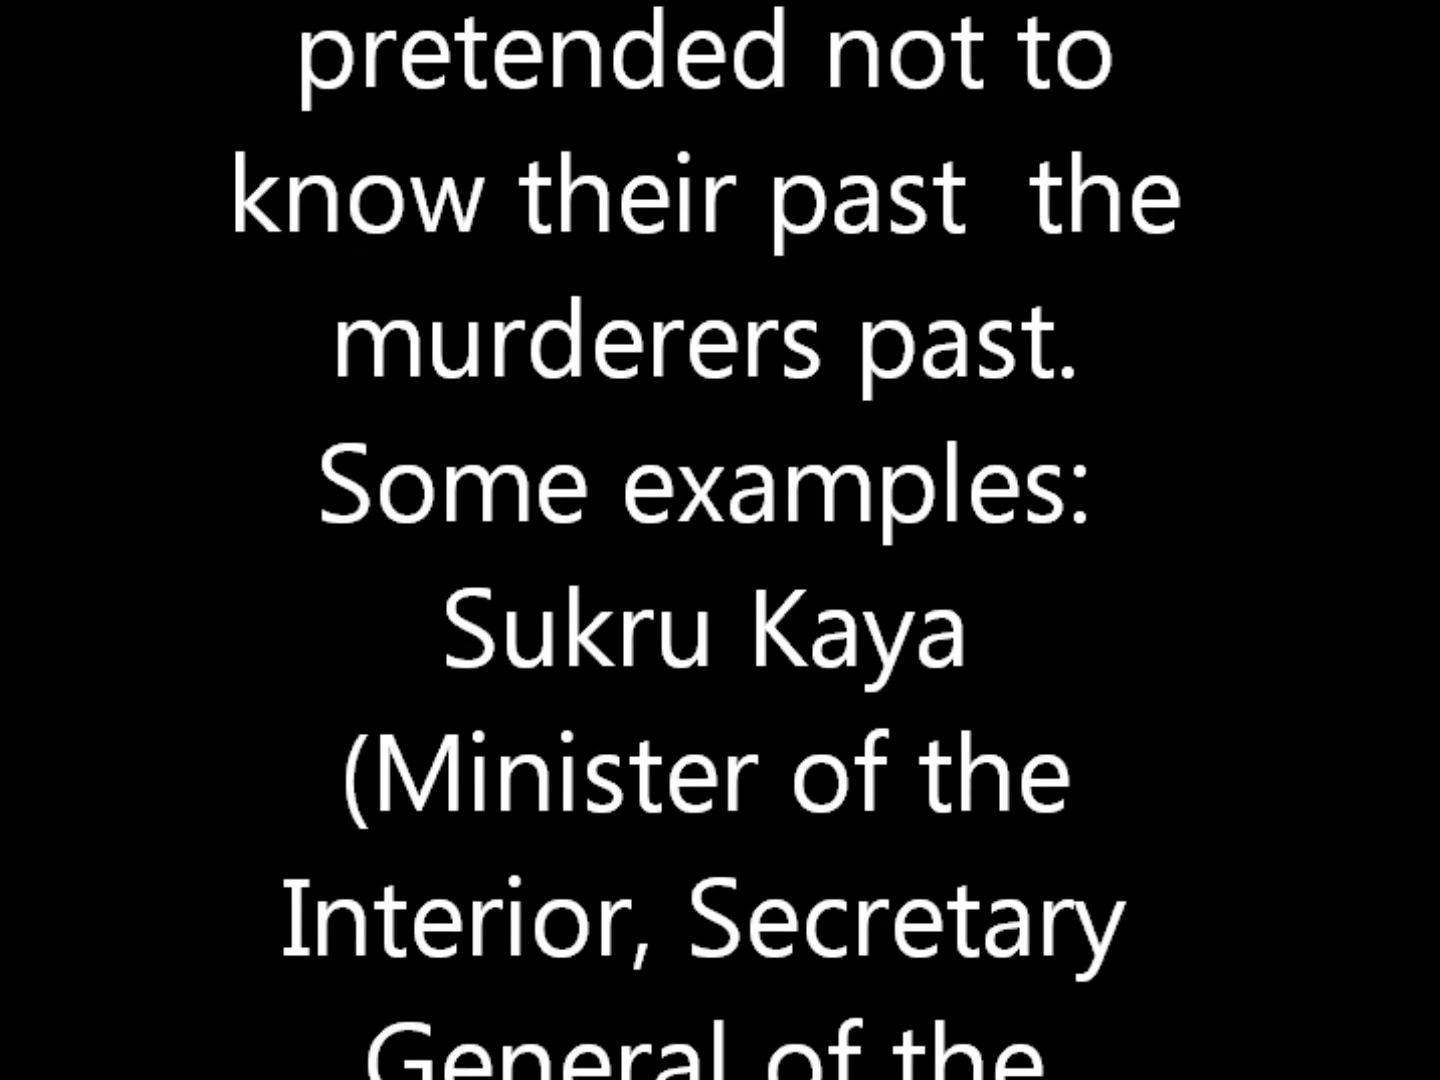 pretended not to
know their past  the
murderers past.
Some examples:
Sukru Kaya
(Minister of the
Interior, Secretary
General of the